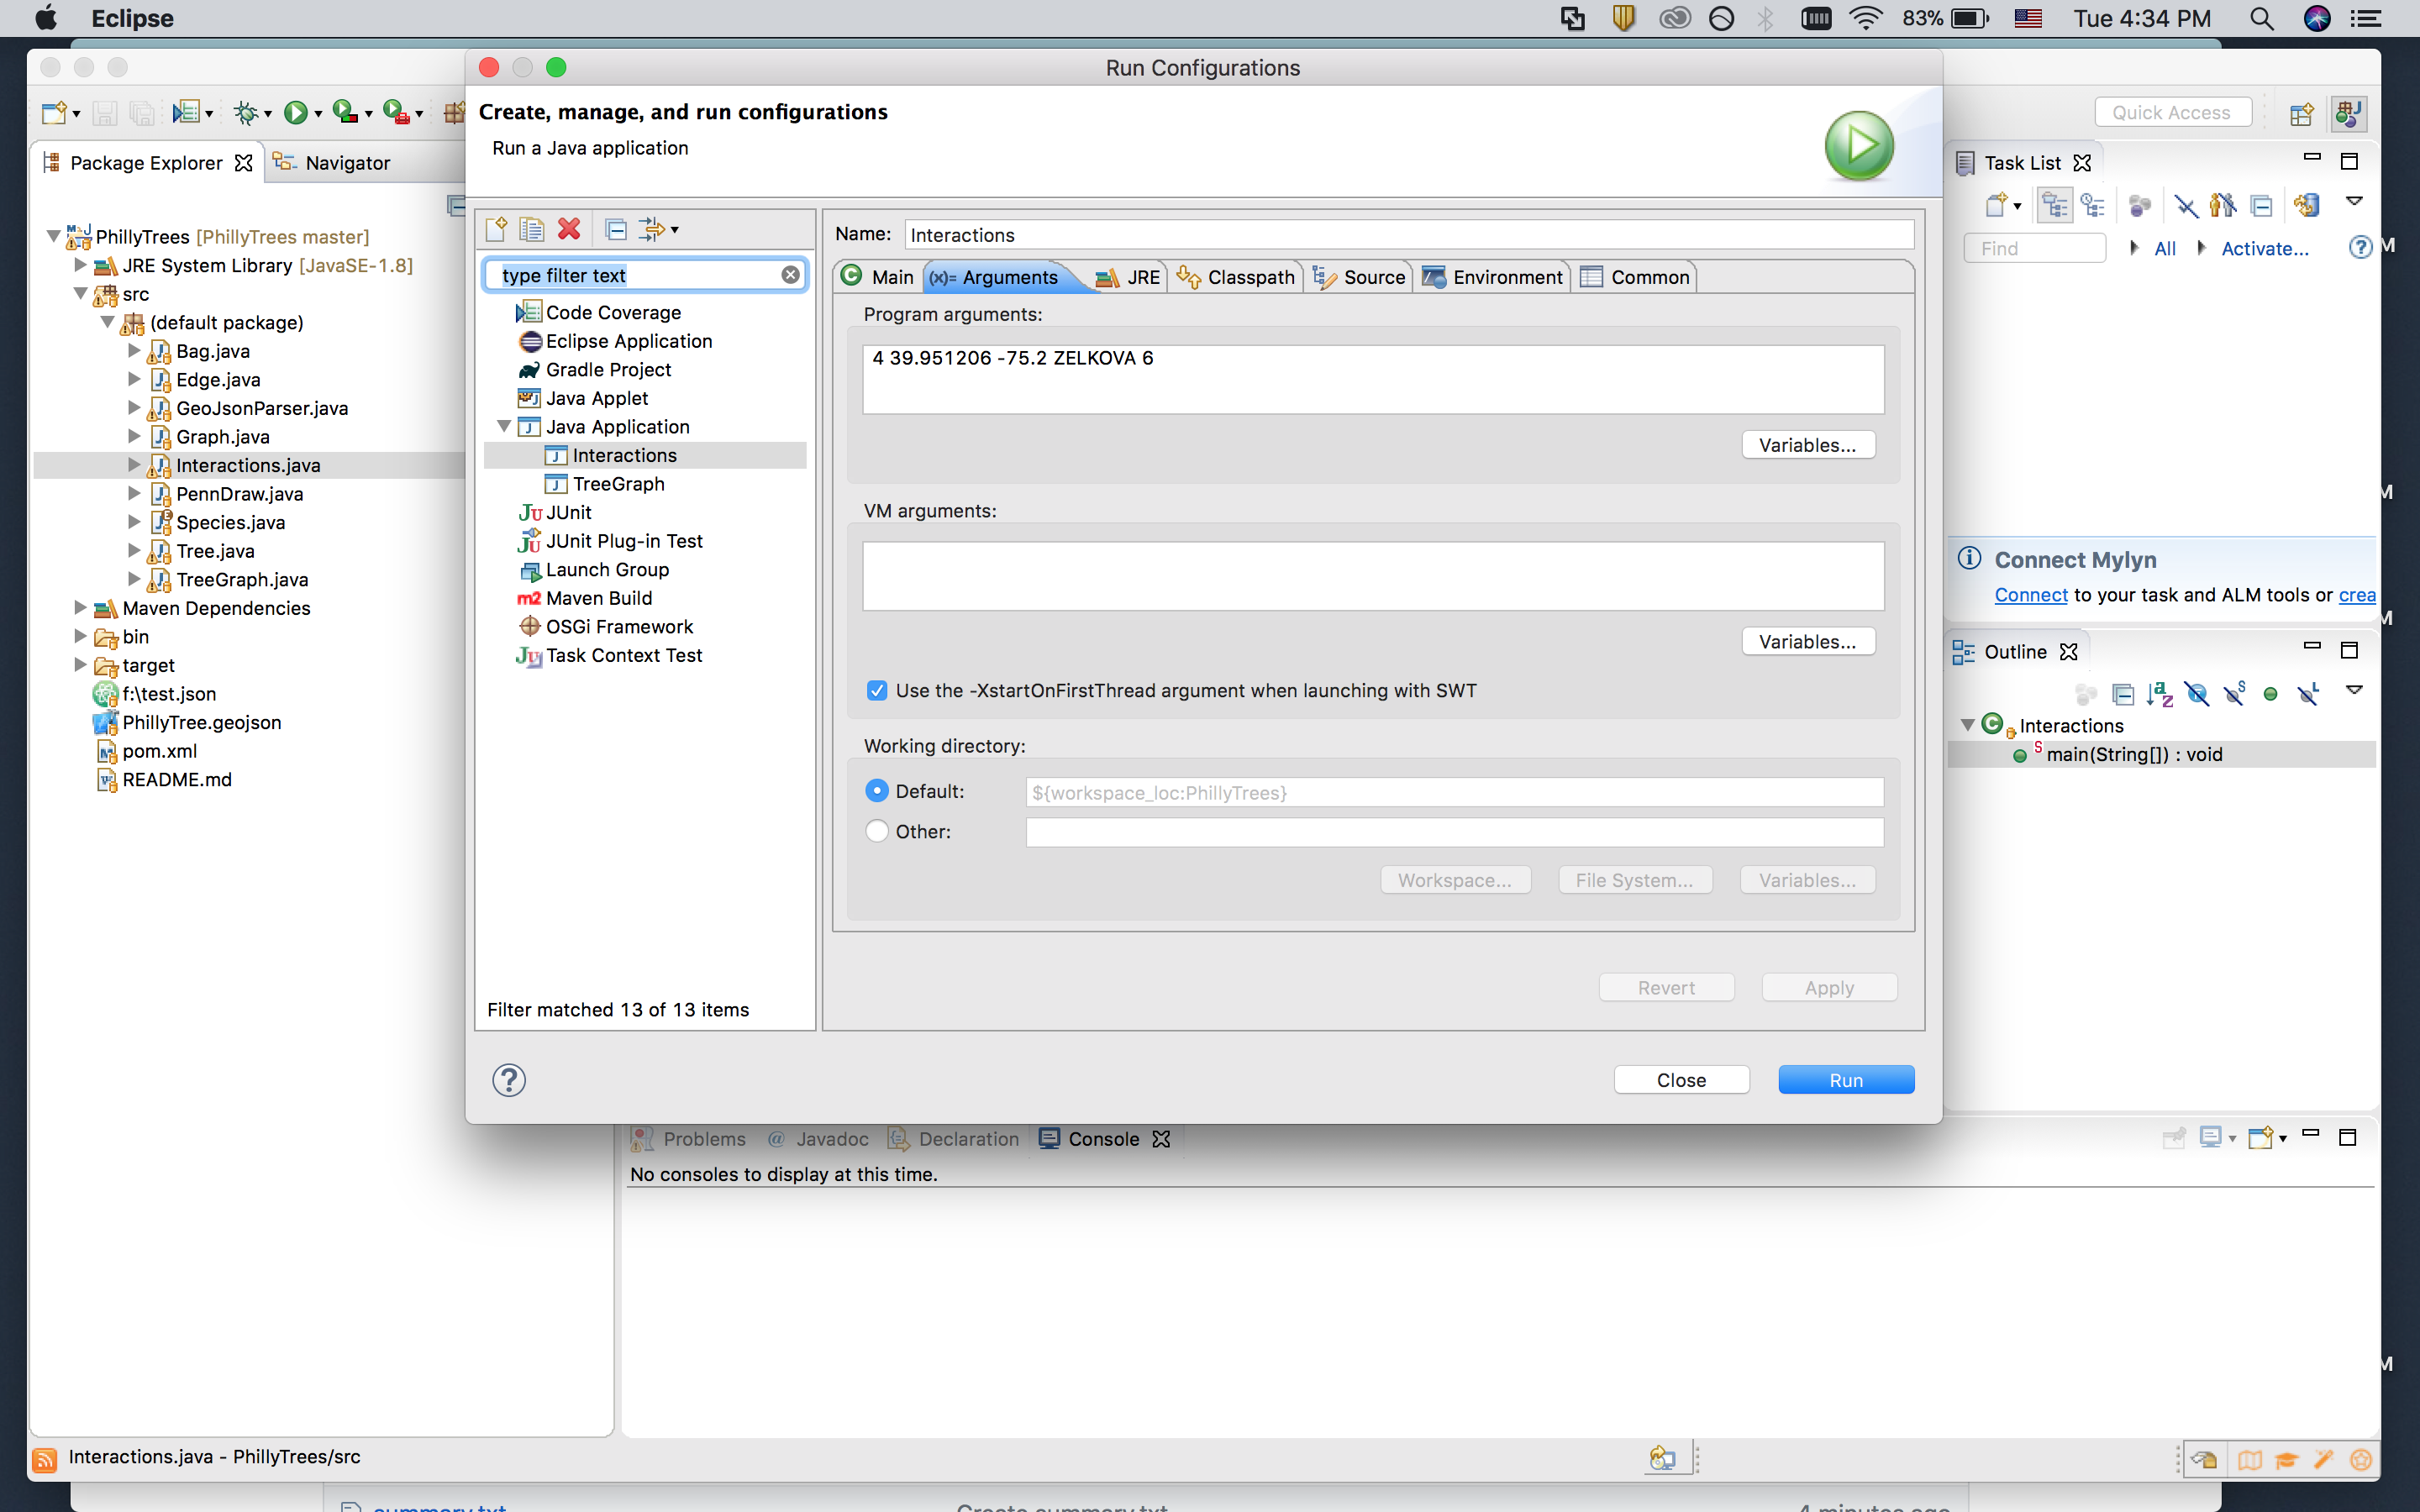 Eclipse
83%
Tue 4:34 PM
Run Configurations
Create, manage, and run configurations
Run a Java application
Quick Access
Package Explorer
Navigator
PhillyTrees [PhillyTrees master]
JRE System Library [JavaSE-1.8]
src
(default package)
Bag.java
Edge.java
GeoJsonParser.java
Graph.java
Interactions.java
PennDraw.java
Species.java
Tree.java
TreeGraph.java
Maven Dependencies
bin
target
f:\test.json
PhillyTree.geojson
pom.xml
README.md
type filter text
Code Coverage
Eclipse Application
Gradle Project
Java Applet
Java Application
Interactions
TreeGraph
JUnit
JUnit Plug-in Test
Launch Group
Maven Build
OSGi Framework
Task Context Test
Filter matched 13 of 13 items
Name: Interactions
Main
(x)= Arguments
JRE
Classpath
Source
Environment
Common
Program arguments:
4 39.951206 -75.2 ZELKOVA 6
Variables...
VM arguments:
Variables...
Use the -XstartOnFirstThread argument when launching with SWT
Working directory:
Default: ${workspace_loc:PhillyTrees}
Other:
Workspace... File System... Variables...
Revert Apply
Close Run
Task List
Find
All
Activate...
Connect Mylyn
Connect to your task and ALM tools or crea
Outline
Interactions
main(String[]) : void
Problems
@ Javadoc
Declaration
Console
No consoles to display at this time.
Interactions.java - PhillyTrees/src
M
M
M
M
summary.txt
Create summary.txt
4 minutes ago